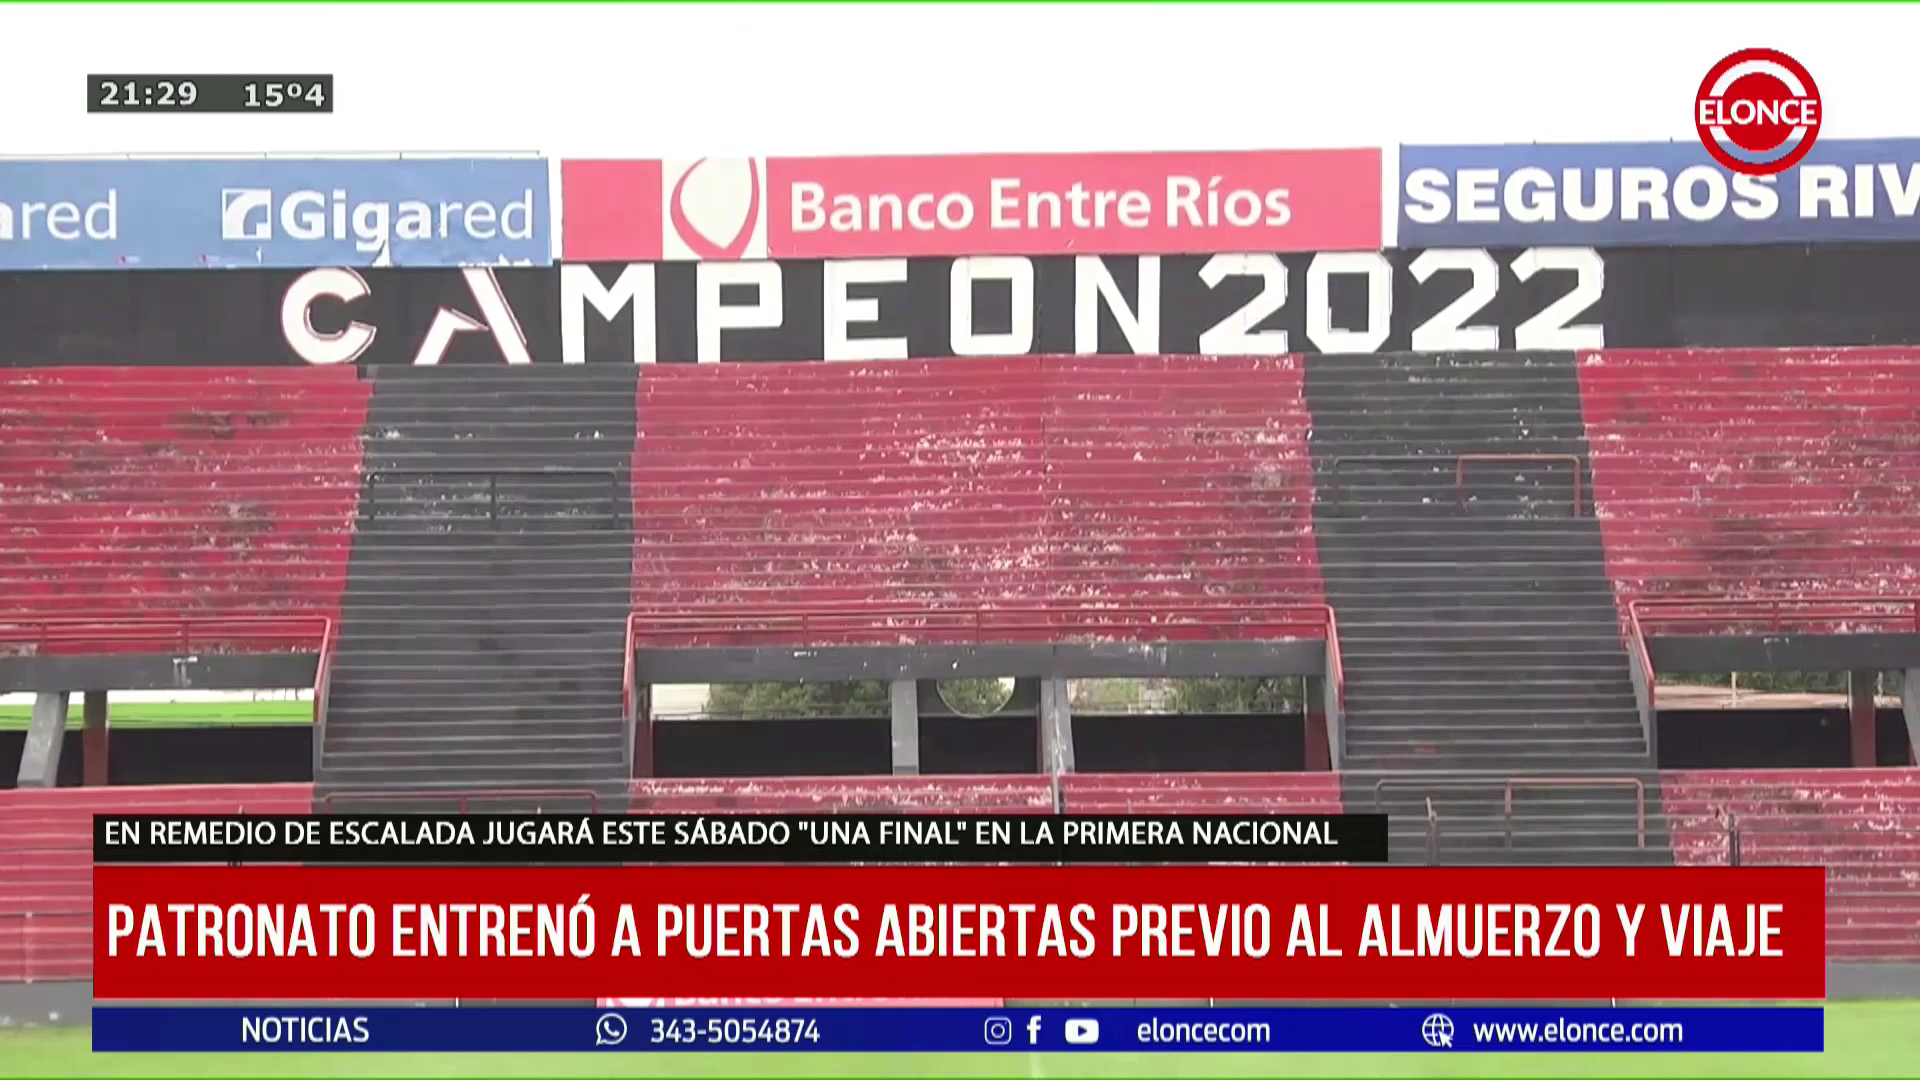 21:29 15º4
ELONCE
red
Gigared
Banco Entre Ríos
SEGUROS RIV
CAMPEON 2022
EN REMEDIO DE ESCALADA JUGARÁ ESTE SÁBADO "UNA FINAL" EN LA PRIMERA NACIONAL
PATRONATO ENTRENÓ A PUERTAS ABIERTAS PREVIO AL ALMUERZO Y VIAJE
NOTICIAS 343-5054874 eloncecom www.elonce.com